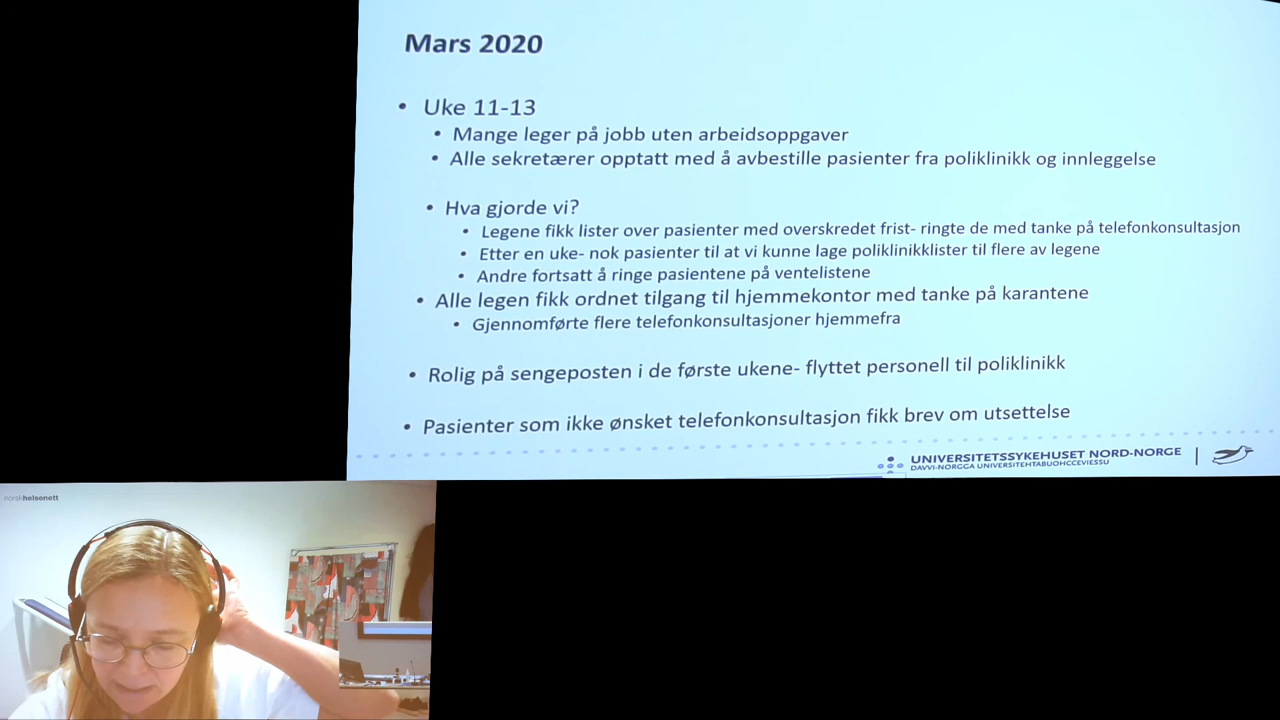 Mars 2020
• Uke 11-13
• Mange leger på jobb uten arbeidsoppgaver
• Alle sekretærer opptatt med å avbestille pasienter fra poliklinikk og innleggelse
• Hva gjorde vi?
• Legene fikk lister over pasienter med overskredet frist- ringte de med tanke på telefonkonsultasjon
• Etter en uke- nok pasienter til at vi kunne lage poliklinikklister til flere av legene
• Andre fortsatt å ringe pasientene på ventelistene
• Alle legen fikk ordnet tilgang til hjemmekontor med tanke på karantene
• Gjennomførte flere telefonkonsultasjoner hjemmefra
• Rolig på sengeposten i de første ukene- flyttet personell til poliklinikk
• Pasienter som ikke ønsket telefonkonsultasjon fikk brev om utsettelse
UNIVERSITETSSYKEHUSET NORD-NORGE
DAVVI-NORGGA UNIVERSITEHTABUOHCCEVIESSU
norskhelsenett